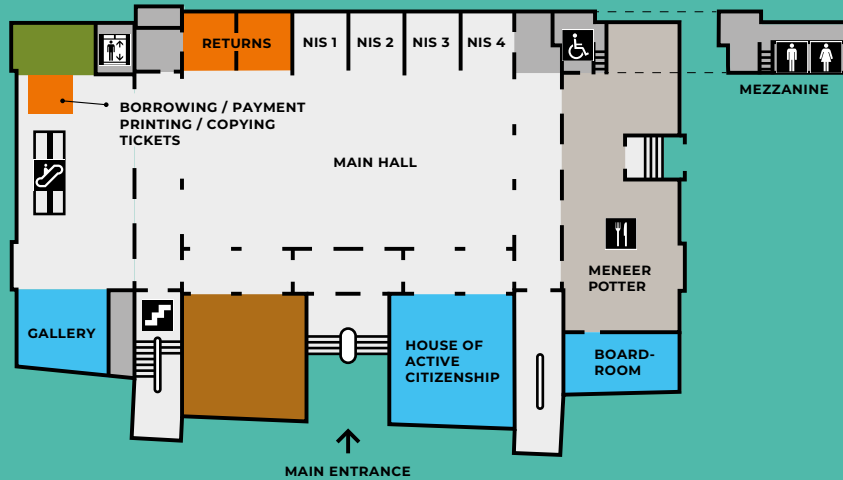 RETURNS
NIS 1
NIS 2
NIS 3
NIS 4
MEZZANINE
BORROWING / PAYMENT
PRINTING / COPYING
TICKETS
MAIN HALL
MENEER
POTTER
GALLERY
HOUSE OF
ACTIVE
CITIZENSHIP
BOARD-
ROOM
MAIN ENTRANCE